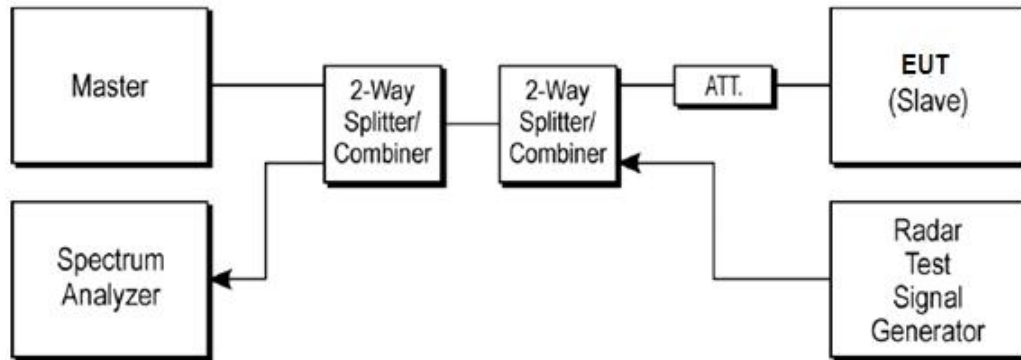 Master
2-Way
Splitter/
Combiner
2-Way
Splitter/
Combiner
ATT.
EUT
(Slave)
Spectrum
Analyzer
Radar
Test
Signal
Generator